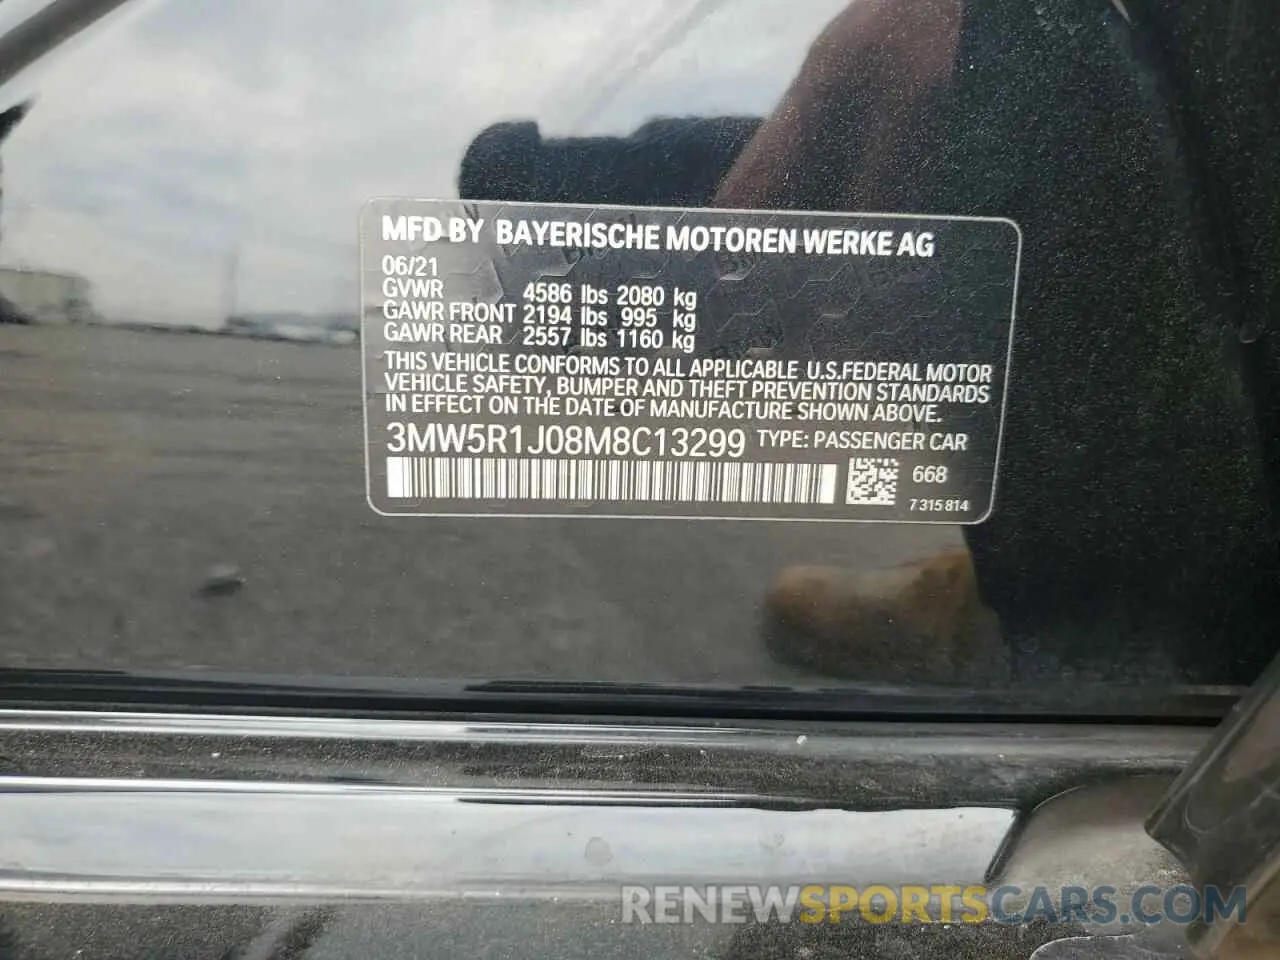 MFD BY BAYERISCHE MOTOREN WERKE AG
06/21
GVWR 4586 lbs 2080 kg
GAWR FRONT 2194 lbs 995 kg
GAWR REAR 2557 lbs 1160 kg
THIS VEHICLE CONFORMS TO ALL APPLICABLE U.S.FEDERAL MOTOR
VEHICLE SAFETY, BUMPER AND THEFT PREVENTION STANDARDS
IN EFFECT ON THE DATE OF MANUFACTURE SHOWN ABOVE.
3MW5R1J08M8C13299 TYPE: PASSENGER CAR
668
7 315 814
RENEWSPORTSCARS.COM